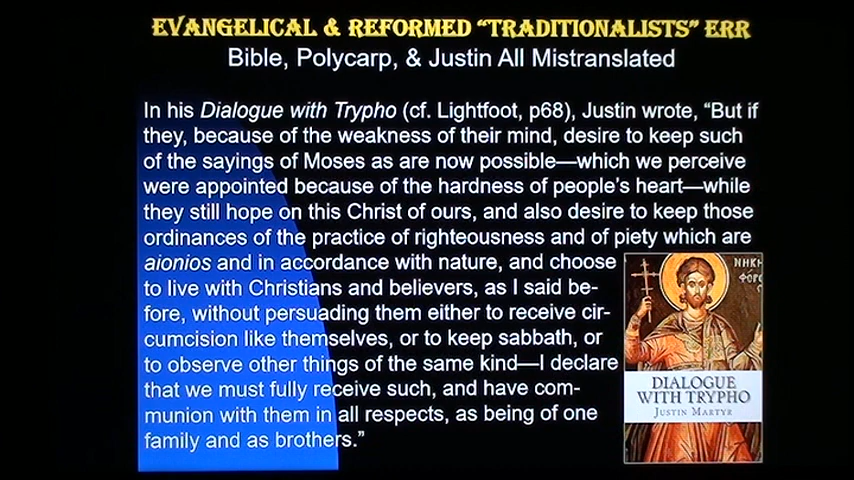 EVANGELICAL & REFORMED “TRADITIONALISTS” ERR
Bible, Polycarp, & Justin All Mistranslated
In his Dialogue with Trypho (cf. Lightfoot, p68), Justin wrote, “But if
they, because of the weakness of their mind, desire to keep such
of the sayings of Moses as are now possible—which we perceive
were appointed because of the hardness of people’s heart—while
they still hope on this Christ of ours, and also desire to keep those
ordinances of the practice of righteousness and of piety which are
aionios and in accordance with nature, and choose
to live with Christians and believers, as I said be-
fore, without persuading them either to receive cir-
cumcision like themselves, or to keep sabbath, or
to observe other things of the same kind—I declare
that we must fully receive such, and have com-
munion with them in all respects, as being of one
family and as brothers.”
ΝΙΚΗ
ΦΟΡΟΣ
DIALOGUE
WITH TRYPHO
JUSTIN MARTYR